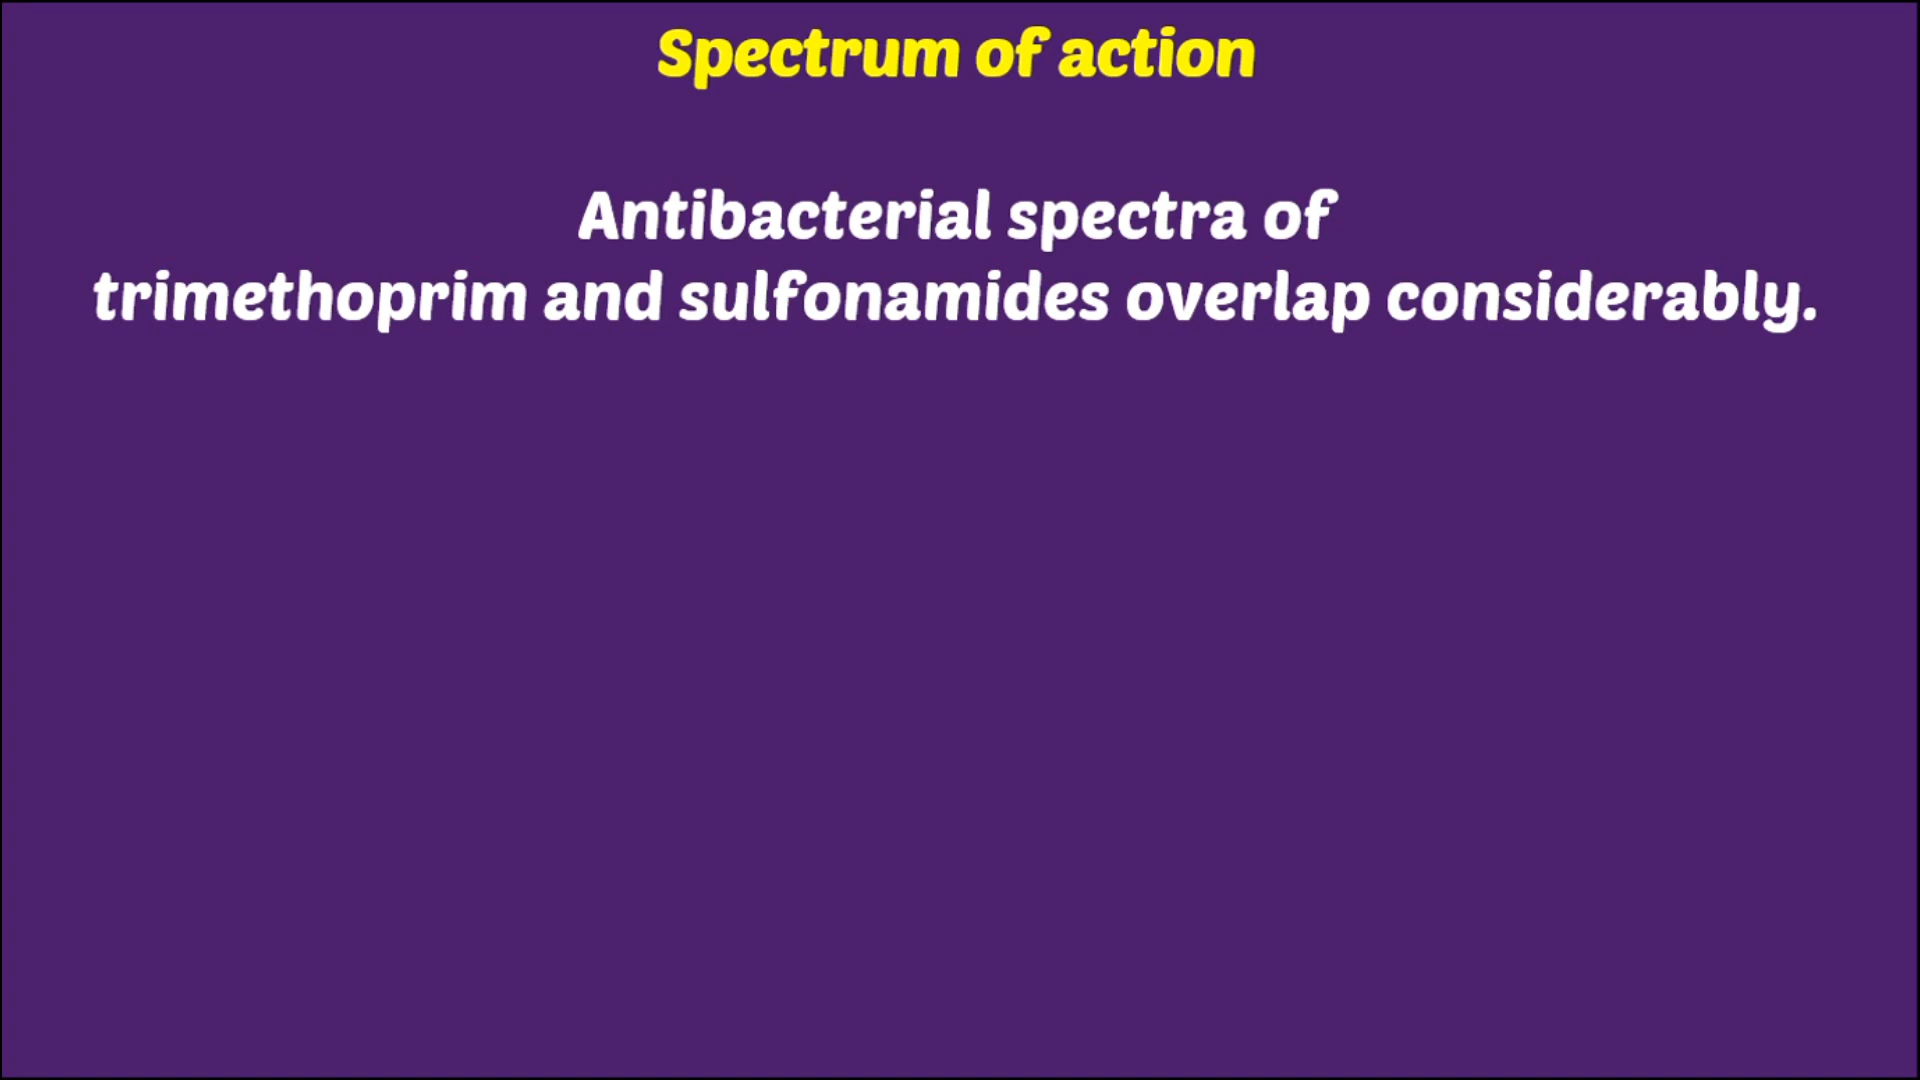 Spectrum of action
Antibacterial spectra of
trimethoprim and sulfonamides overlap considerably.